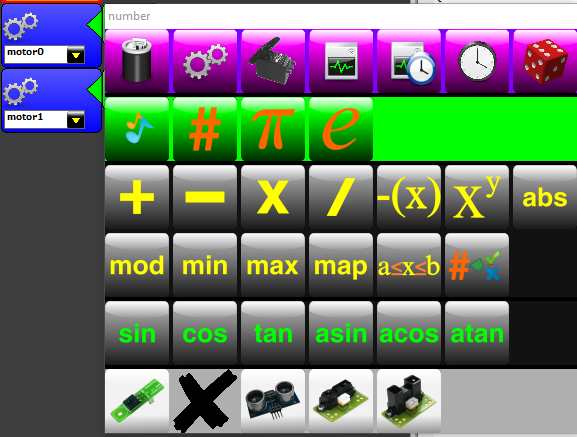 number
motor0
motor1
# π e
+ − x / -(x) xʸ abs
mod min max map a≤x≤b #
sin cos tan asin acos atan